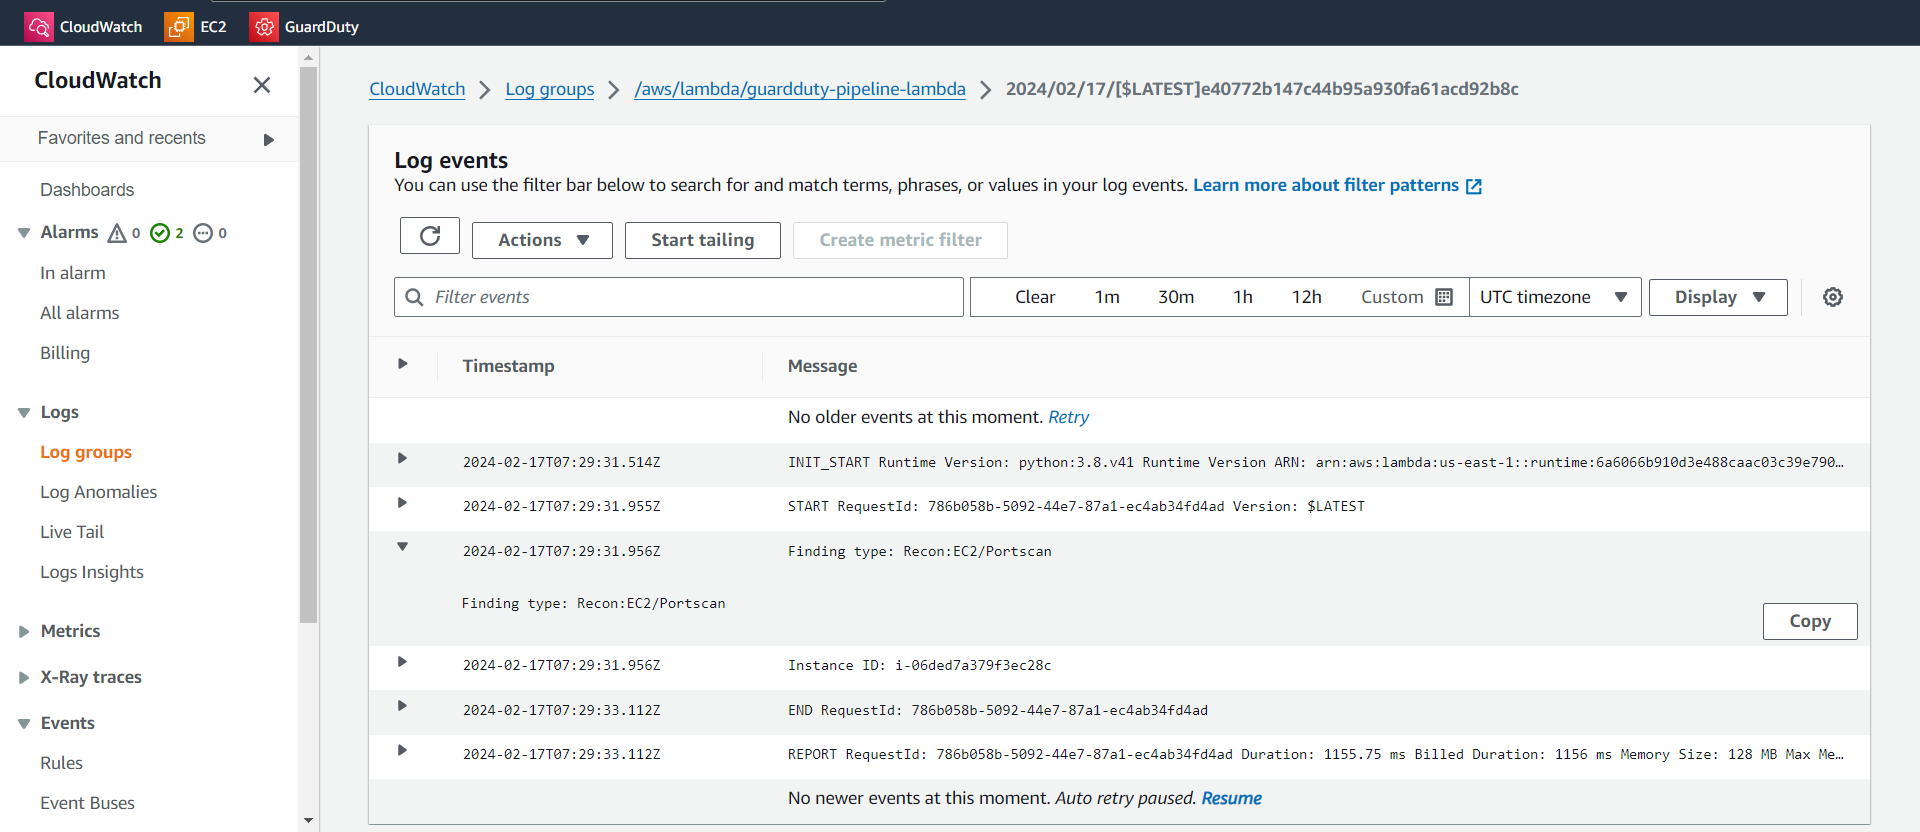 CloudWatch EC2 GuardDuty
CloudWatch
Favorites and recents
Dashboards
Alarms 0 2 0
In alarm
All alarms
Billing
Logs
Log groups
Log Anomalies
Live Tail
Logs Insights
Metrics
X-Ray traces
Events
Rules
Event Buses
CloudWatch Log groups /aws/lambda/guardduty-pipeline-lambda 2024/02/17/[$LATEST]e40772b147c44b95a930fa61acd92b8c
Log events
You can use the filter bar below to search for and match terms, phrases, or values in your log events. Learn more about filter patterns
Actions Start tailing Create metric filter
Filter events Clear 1m 30m 1h 12h Custom UTC timezone Display
Timestamp Message
No older events at this moment. Retry
2024-02-17T07:29:31.514Z INIT_START Runtime Version: python:3.8.v41 Runtime Version ARN: arn:aws:lambda:us-east-1::runtime:6a6066b910d3e488caac03c39e790…
2024-02-17T07:29:31.955Z START RequestId: 786b058b-5092-44e7-87a1-ec4ab34fd4ad Version: $LATEST
2024-02-17T07:29:31.956Z Finding type: Recon:EC2/Portscan
Finding type: Recon:EC2/Portscan
Copy
2024-02-17T07:29:31.956Z Instance ID: i-06ded7a379f3ec28c
2024-02-17T07:29:33.112Z END RequestId: 786b058b-5092-44e7-87a1-ec4ab34fd4ad
2024-02-17T07:29:33.112Z REPORT RequestId: 786b058b-5092-44e7-87a1-ec4ab34fd4ad Duration: 1155.75 ms Billed Duration: 1156 ms Memory Size: 128 MB Max Me…
No newer events at this moment. Auto retry paused. Resume